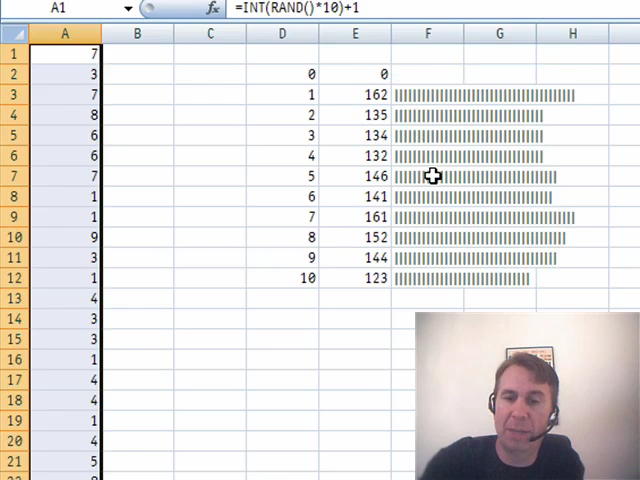 A1 fx =INT(RAND()*10)+1
A B C D E F G H
1 7
2 3 0 0
3 7 1 162 ||||||||||||||||||||||||||||||||||||||||
4 8 2 135 |||||||||||||||||||||||||||||||||
5 6 3 134 |||||||||||||||||||||||||||||||||
6 6 4 132 |||||||||||||||||||||||||||||||||
7 7 5 146 ||||||||||||||||||||||||||||||||||||
8 1 6 141 |||||||||||||||||||||||||||||||||||
9 1 7 161 ||||||||||||||||||||||||||||||||||||||||
10 9 8 152 ||||||||||||||||||||||||||||||||||||||
11 3 9 144 ||||||||||||||||||||||||||||||||||||
12 1 10 123 ||||||||||||||||||||||||||||||
13 4
14 3
15 3
16 1
17 4
18 4
19 1
20 4
21 5